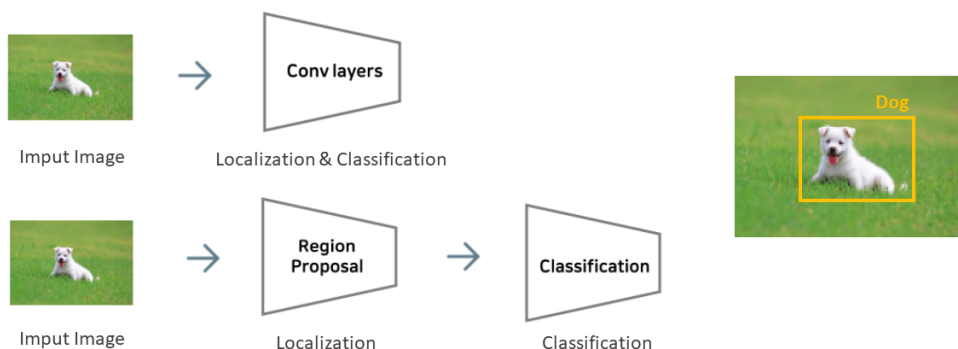 Conv layers
Imput Image
Localization & Classification
Dog
Region
Proposal
Classification
Imput Image
Localization
Classification